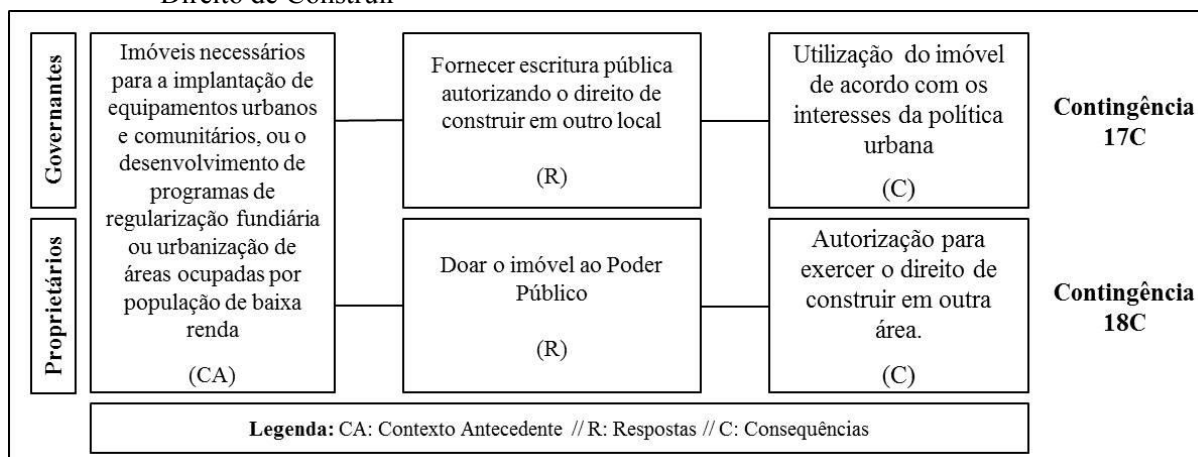 Direito de Construir
Governantes
Imóveis necessários
para a implantação de
equipamentos urbanos
e comunitários, ou o
desenvolvimento de
programas de
regularização fundiária
ou urbanização de
áreas ocupadas por
população de baixa
renda
(CA)
Fornecer escritura pública
autorizando o direito de
construir em outro local
(R)
Utilização do imóvel
de acordo com os
interesses da política
urbana
(C)
Contingência
17C
Proprietários
Doar o imóvel ao Poder
Público
(R)
Autorização para
exercer o direito de
construir em outra
área.
(C)
Contingência
18C
Legenda: CA: Contexto Antecedente // R: Respostas // C: Consequências